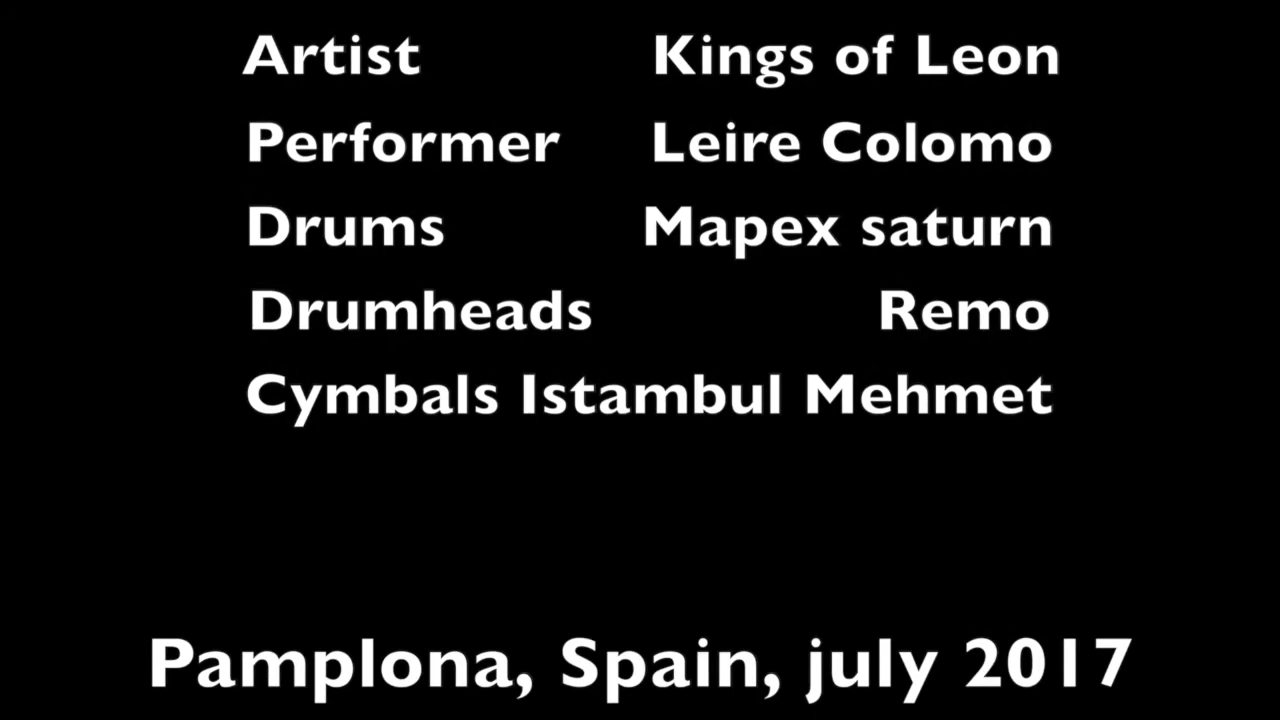 Artist Kings of Leon
Performer Leire Colomo
Drums Mapex saturn
Drumheads Remo
Cymbals Istambul Mehmet
Pamplona, Spain, july 2017